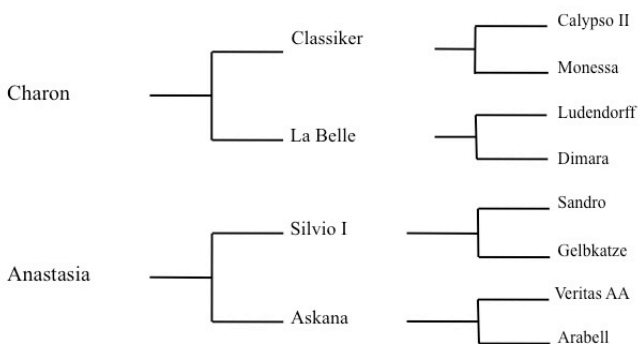 Calypso II
Classiker
Monessa
Charon
Ludendorff
La Belle
Dimara
Sandro
Silvio I
Gelbkatze
Anastasia
Veritas AA
Askana
Arabell